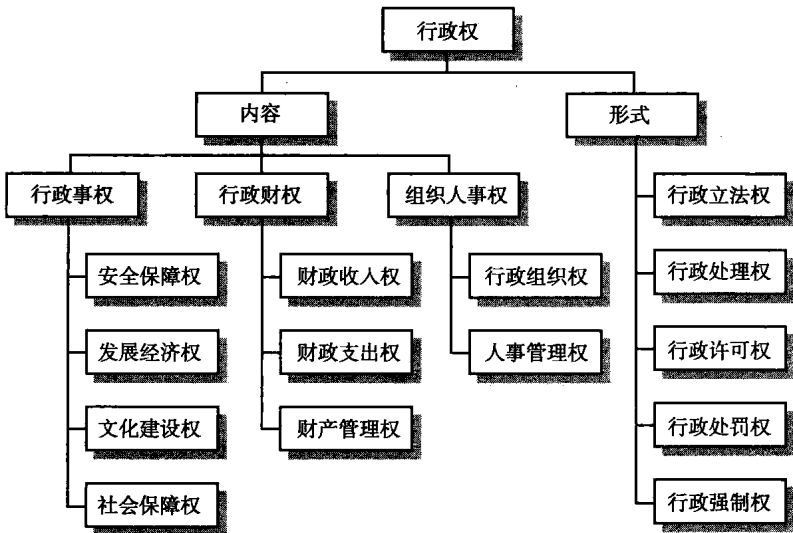 行政权
内容
形式
行政事权
行政财权
组织人事权
安全保障权
发展经济权
文化建设权
社会保障权
财政收人权
财政支出权
财产管理权
行政组织权
人事管理权
行政立法权
行政处理权
行政许可权
行政处罚权
行政强制权